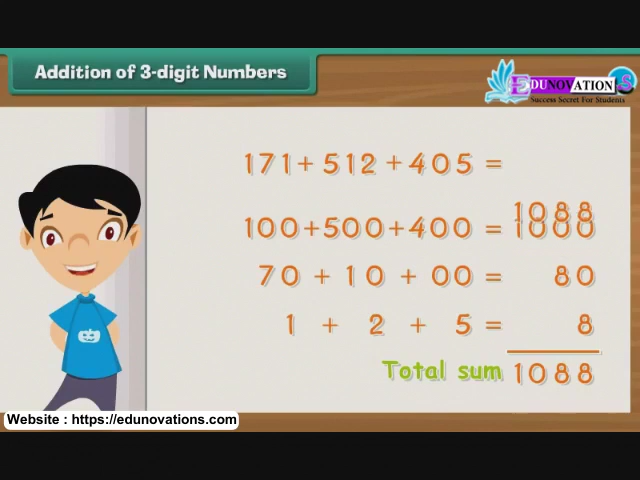 Addition of 3-digit Numbers
EDUNOVATIONS
Success Secret For Students
171+ 512 +405 =
1088
100+500+400 = 1000
70 + 10 + 00 = 80
1 + 2 + 5 = 8
Total sum 1088
Website : https://edunovations.com